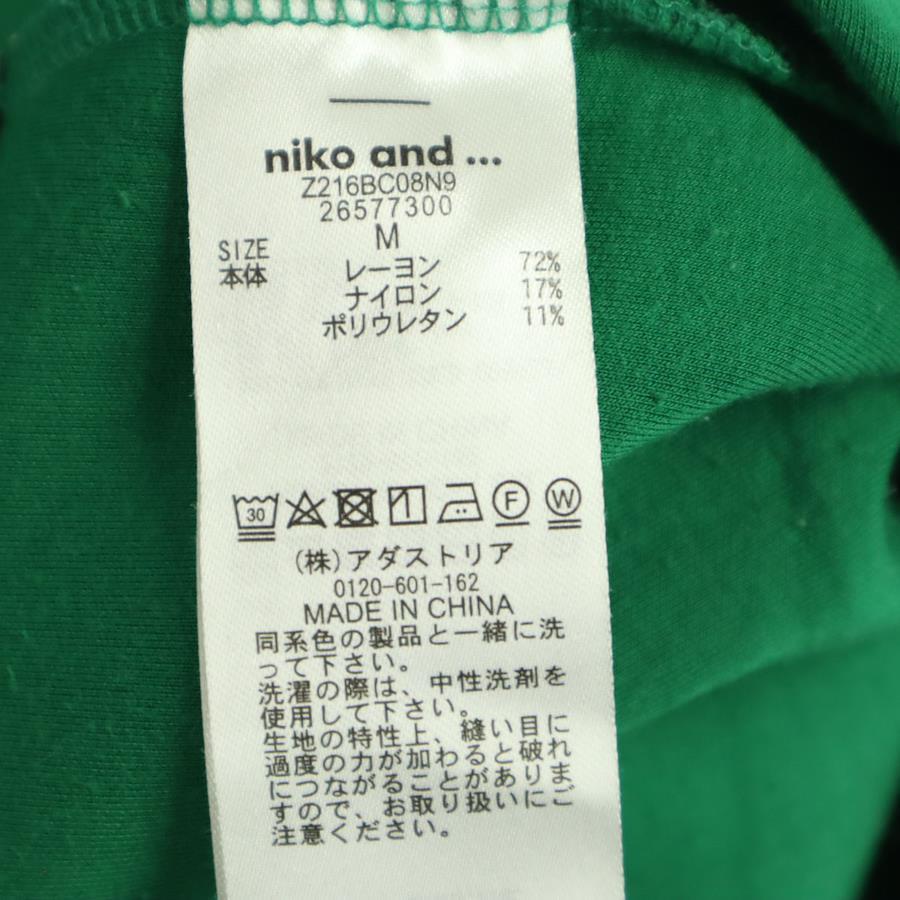 niko and ...
Z216BC08N9
26577300
SIZE M
本体 レーヨン 72%
ナイロン 17%
ポリウレタン 11%
30 F W
(株)アダストリア
0120-601-162
MADE IN CHINA
同系色の製品と一緒に洗
って下さい。
洗濯の際は、中性洗剤を
使用して下さい。
生地の特性上、縫い目に
過度の力が加わると破れ
につながることがありま
すので、お取り扱いにご
注意ください。